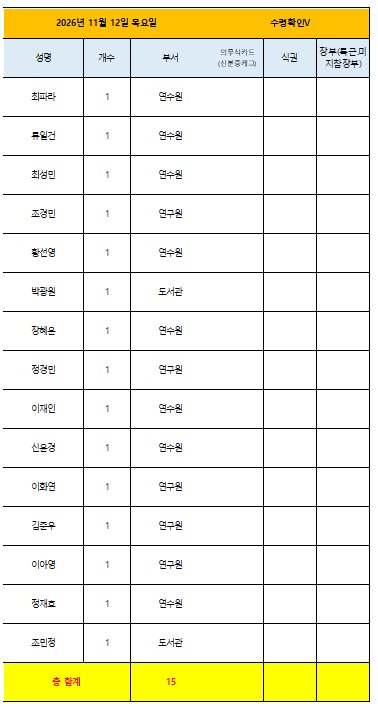 2026년 11월 12일 목요일 수령확인V
성명 개수 부서 의무식카드 (신분증케그) 식권 장부(특근,미지참장부)
최파라 1 연수원
류일건 1 연수원
최성민 1 연수원
조경민 1 연구원
황선영 1 연수원
박광원 1 도서관
장혜은 1 연수원
정경민 1 연구원
이재인 1 연수원
신윤경 1 연수원
이화연 1 연구원
김준우 1 연구원
이아영 1 연구원
정재호 1 연수원
조민정 1 도서관
총 합계 15